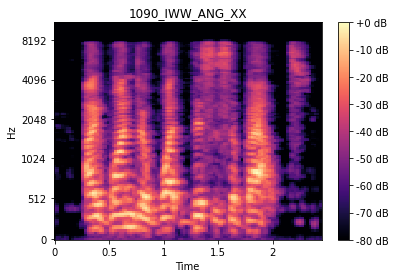 1090_IWW_ANG_XX
8192
4096
2048
1024
512
0
Hz
0 0.5 1 1.5 2
Time
+0 dB
-10 dB
-20 dB
-30 dB
-40 dB
-50 dB
-60 dB
-70 dB
-80 dB